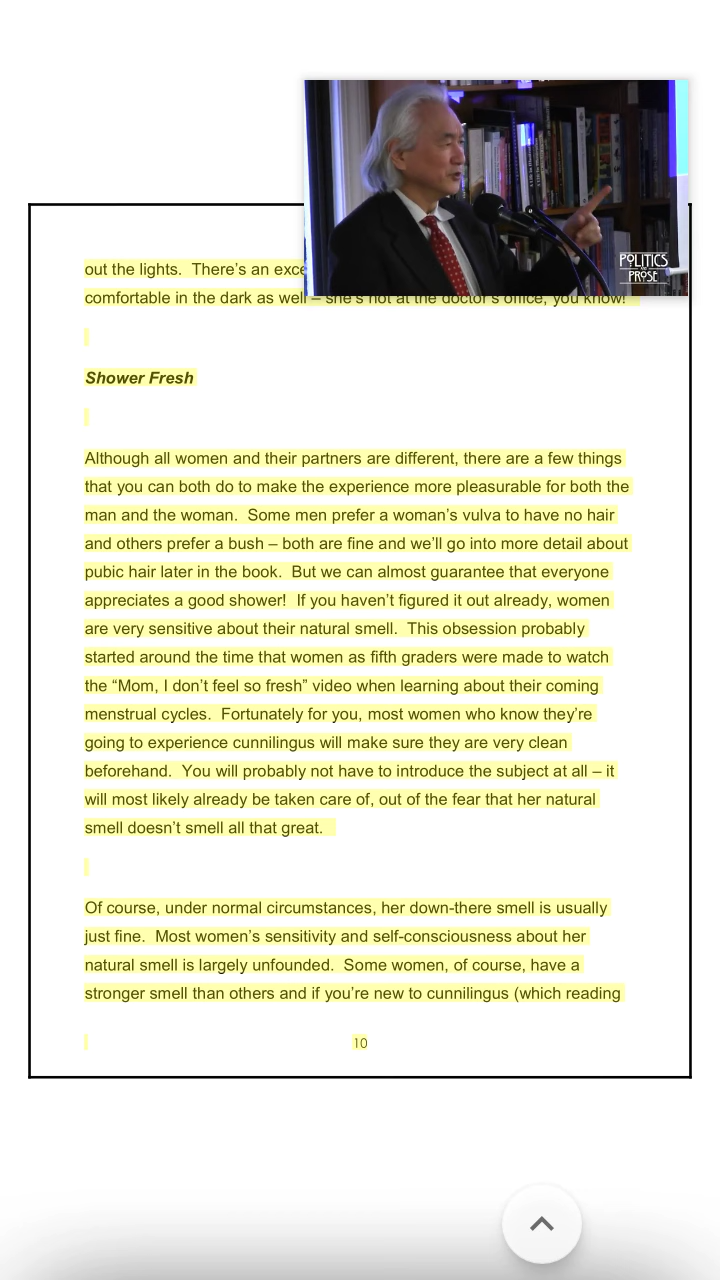 POLITICS
PROSE
out the lights.  There's an exce
comfortable in the dark as well – she's not at the doctor's office, you know!
Shower Fresh
Although all women and their partners are different, there are a few things
that you can both do to make the experience more pleasurable for both the
man and the woman.  Some men prefer a woman's vulva to have no hair
and others prefer a bush – both are fine and we'll go into more detail about
pubic hair later in the book.  But we can almost guarantee that everyone
appreciates a good shower!  If you haven't figured it out already, women
are very sensitive about their natural smell.  This obsession probably
started around the time that women as fifth graders were made to watch
the “Mom, I don't feel so fresh” video when learning about their coming
menstrual cycles.  Fortunately for you, most women who know they're
going to experience cunnilingus will make sure they are very clean
beforehand.  You will probably not have to introduce the subject at all – it
will most likely already be taken care of, out of the fear that her natural
smell doesn't smell all that great.
Of course, under normal circumstances, her down-there smell is usually
just fine.  Most women's sensitivity and self-consciousness about her
natural smell is largely unfounded.  Some women, of course, have a
stronger smell than others and if you're new to cunnilingus (which reading
10